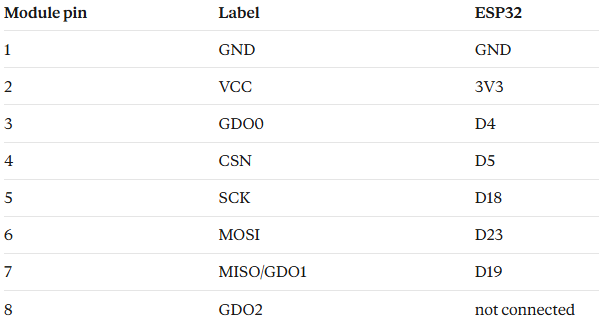 Module pin Label ESP32
1 GND GND
2 VCC 3V3
3 GDO0 D4
4 CSN D5
5 SCK D18
6 MOSI D23
7 MISO/GDO1 D19
8 GDO2 not connected